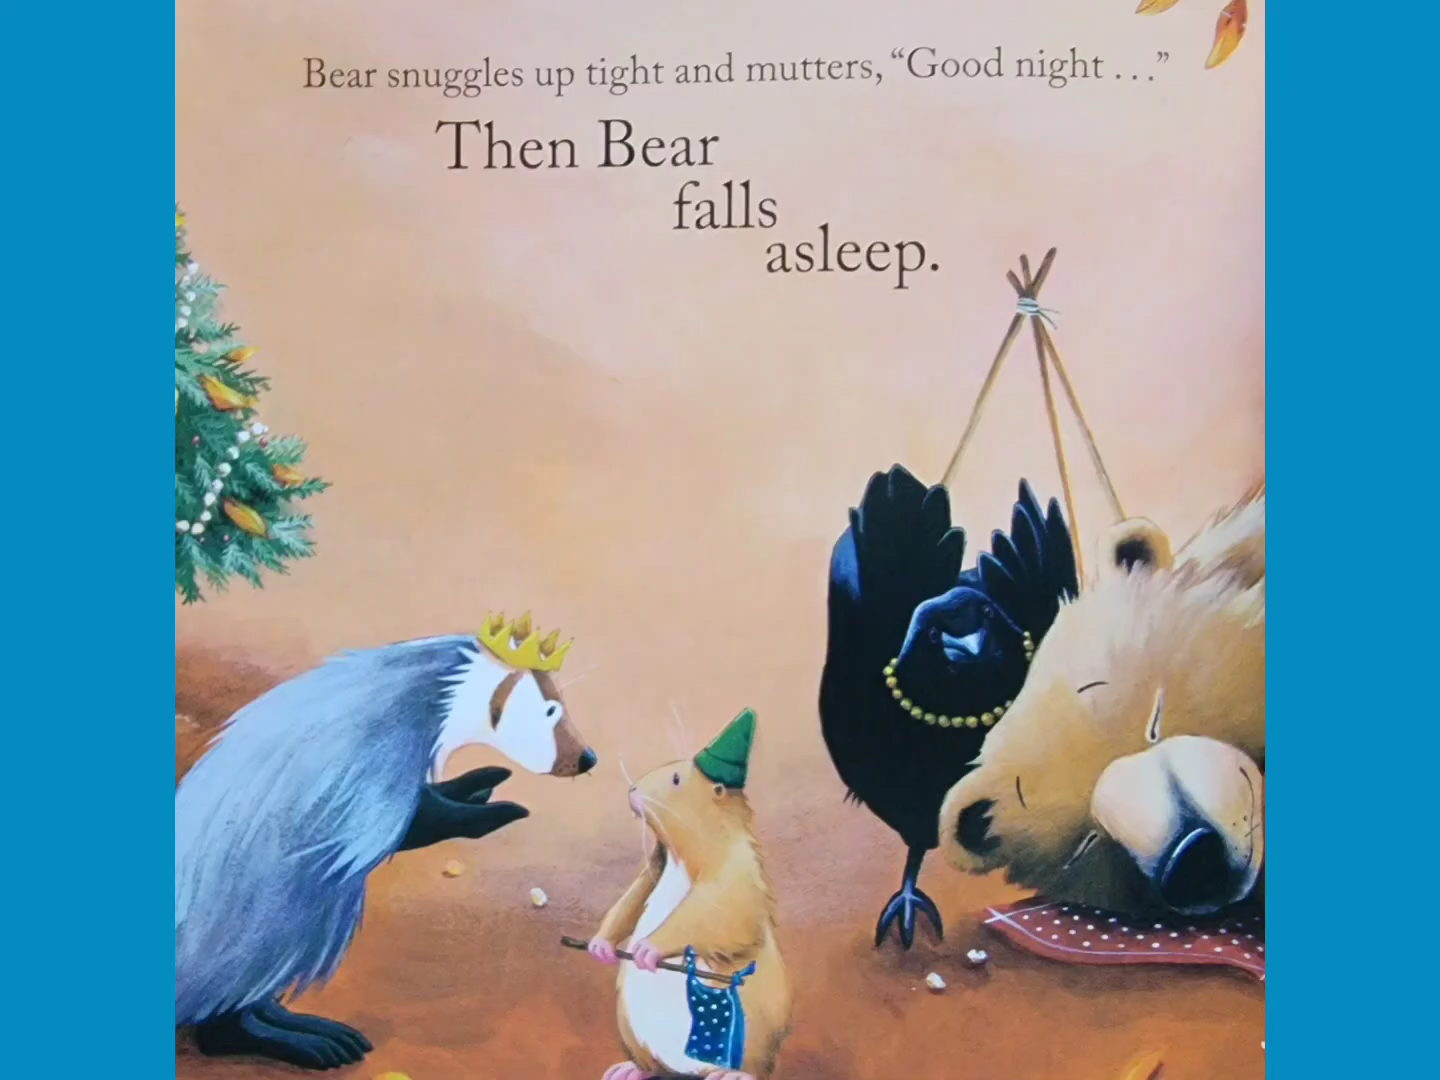 Bear snuggles up tight and mutters, “Good night . . .”
Then Bear
falls
asleep.